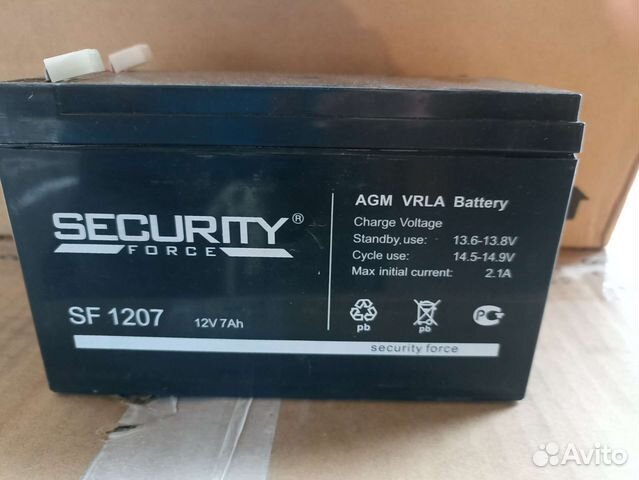 SECURITY®
FORCE
SF 1207 12V 7Ah
AGM VRLA Battery
Charge Voltage
Standby use: 13.6-13.8V
Cycle use: 14.5-14.9V
Max initial current: 2.1A
pb pb PC
security force
Avito